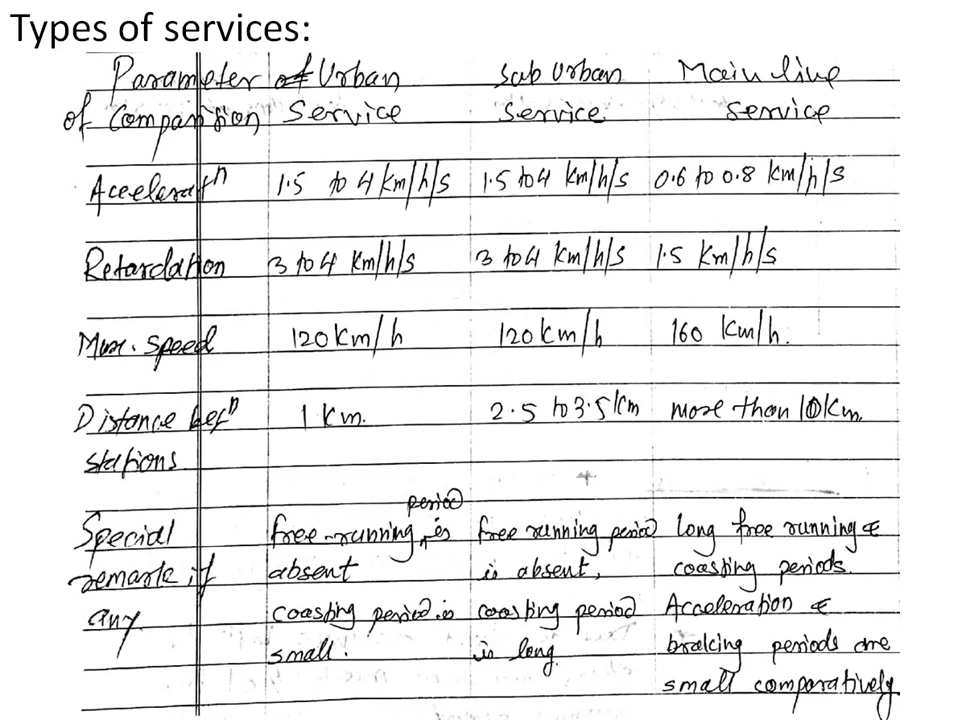 Types of services:
Parameter of Urban Sub Urban Main line
of Comparision Service Service Service
Acceleratn 1.5 to 4 km/h/s 1.5 to 4 km/h/s 0.6 to 0.8 km/h/s
Retardation 3 to 4 km/h/s 3 to 4 km/h/s 1.5 km/h/s
Max. speed 120 km/h 120 km/h 160 km/h.
Distance betn 1 km. 2.5 to 3.5 km more than 10 km.
stations
period
Special free-running is free running period long free running &
remark if absent is absent, coasting periods.
any coasting period is coasting period Acceleration &
small. is long. braking periods are
small comparatively